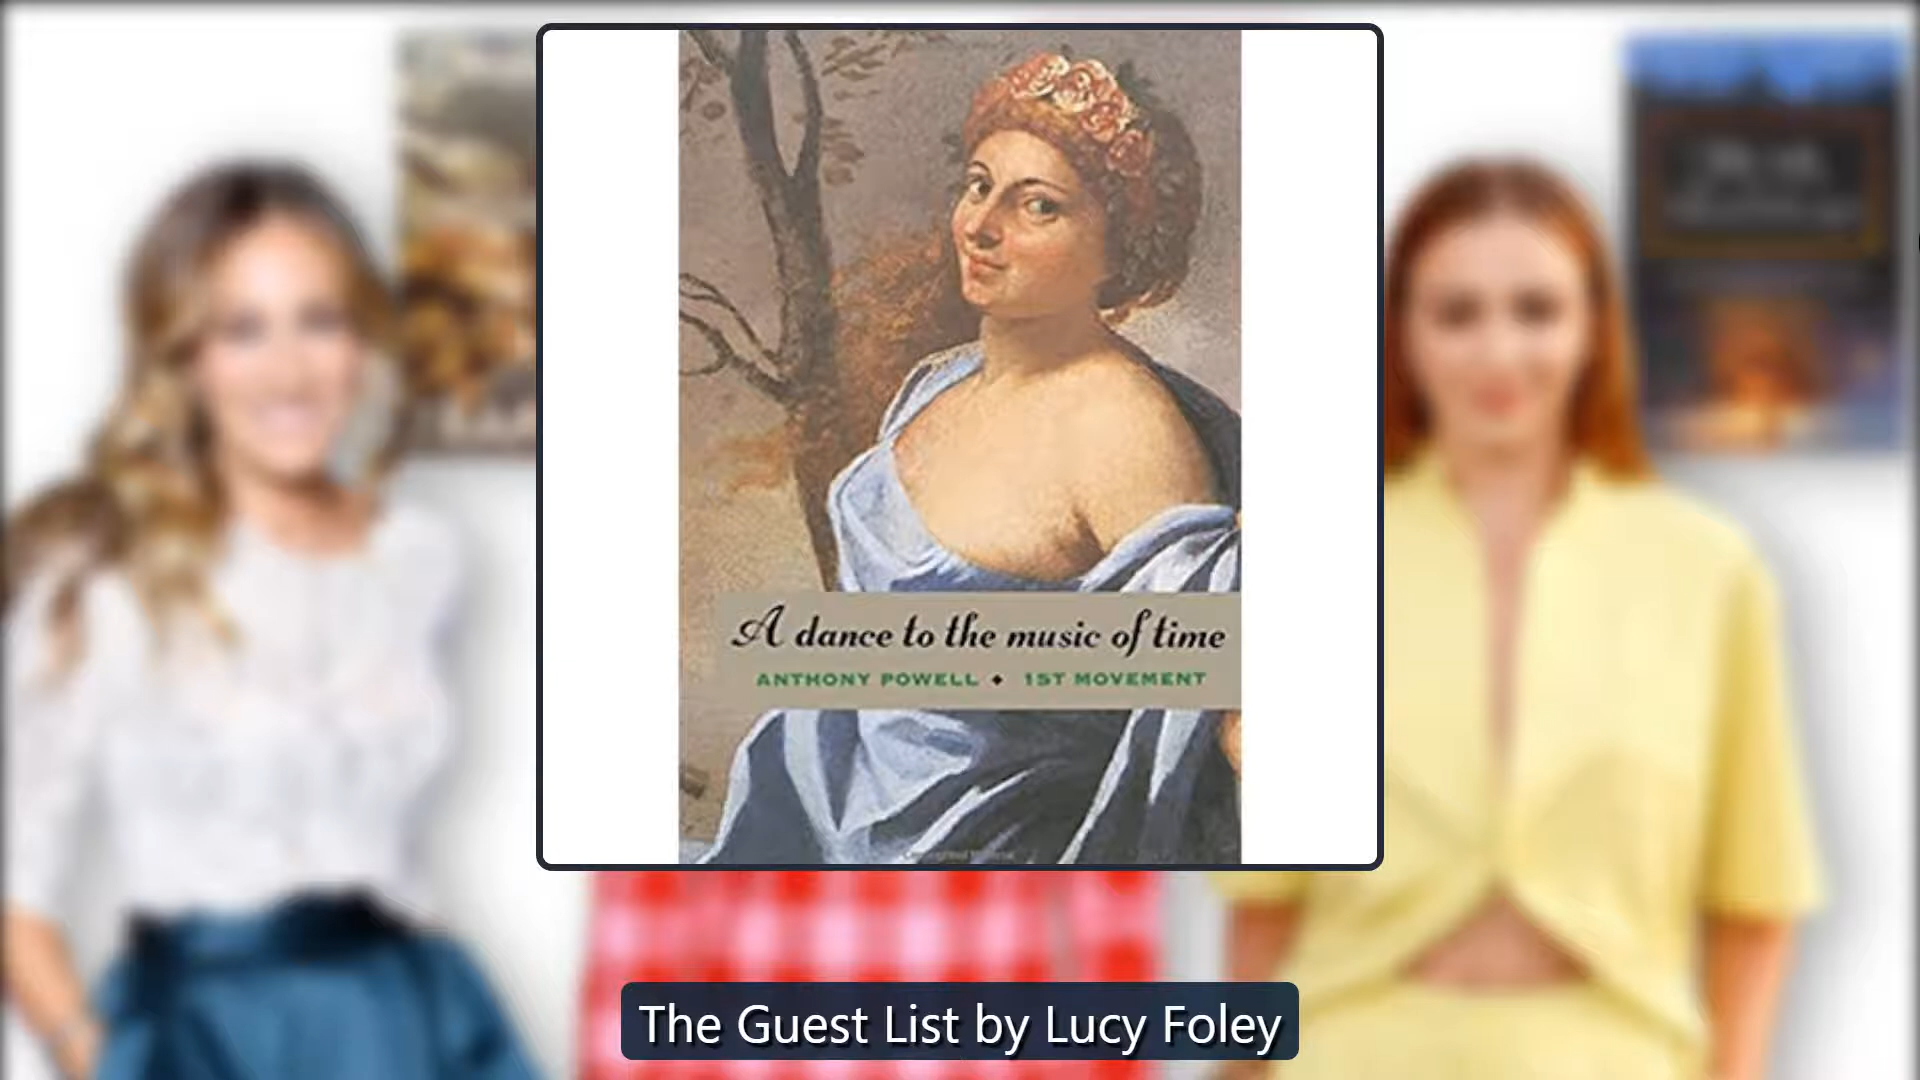 A dance to the music of time
ANTHONY POWELL ◆ 1ST MOVEMENT
The Guest List by Lucy Foley